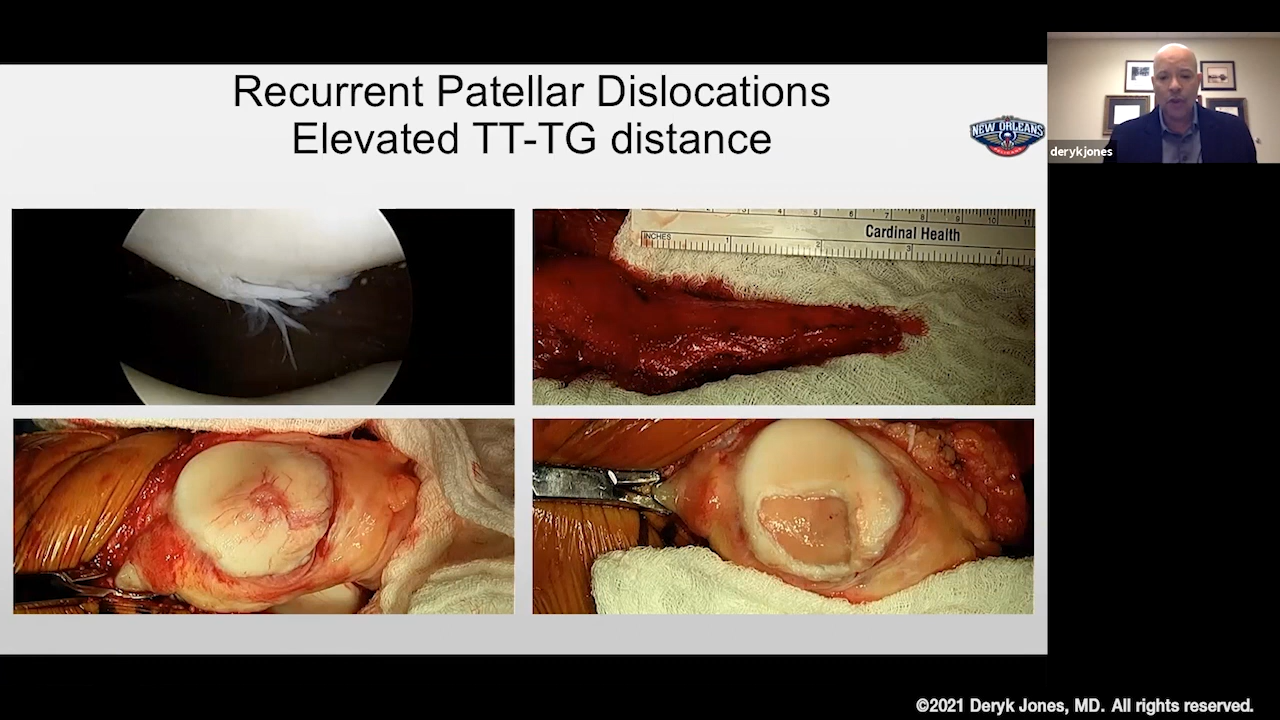 Recurrent Patellar Dislocations
Elevated TT-TG distance
NEW ORLEANS
PELICANS
derykjones
INCHES
Cardinal Health
©2021 Deryk Jones, MD. All rights reserved.